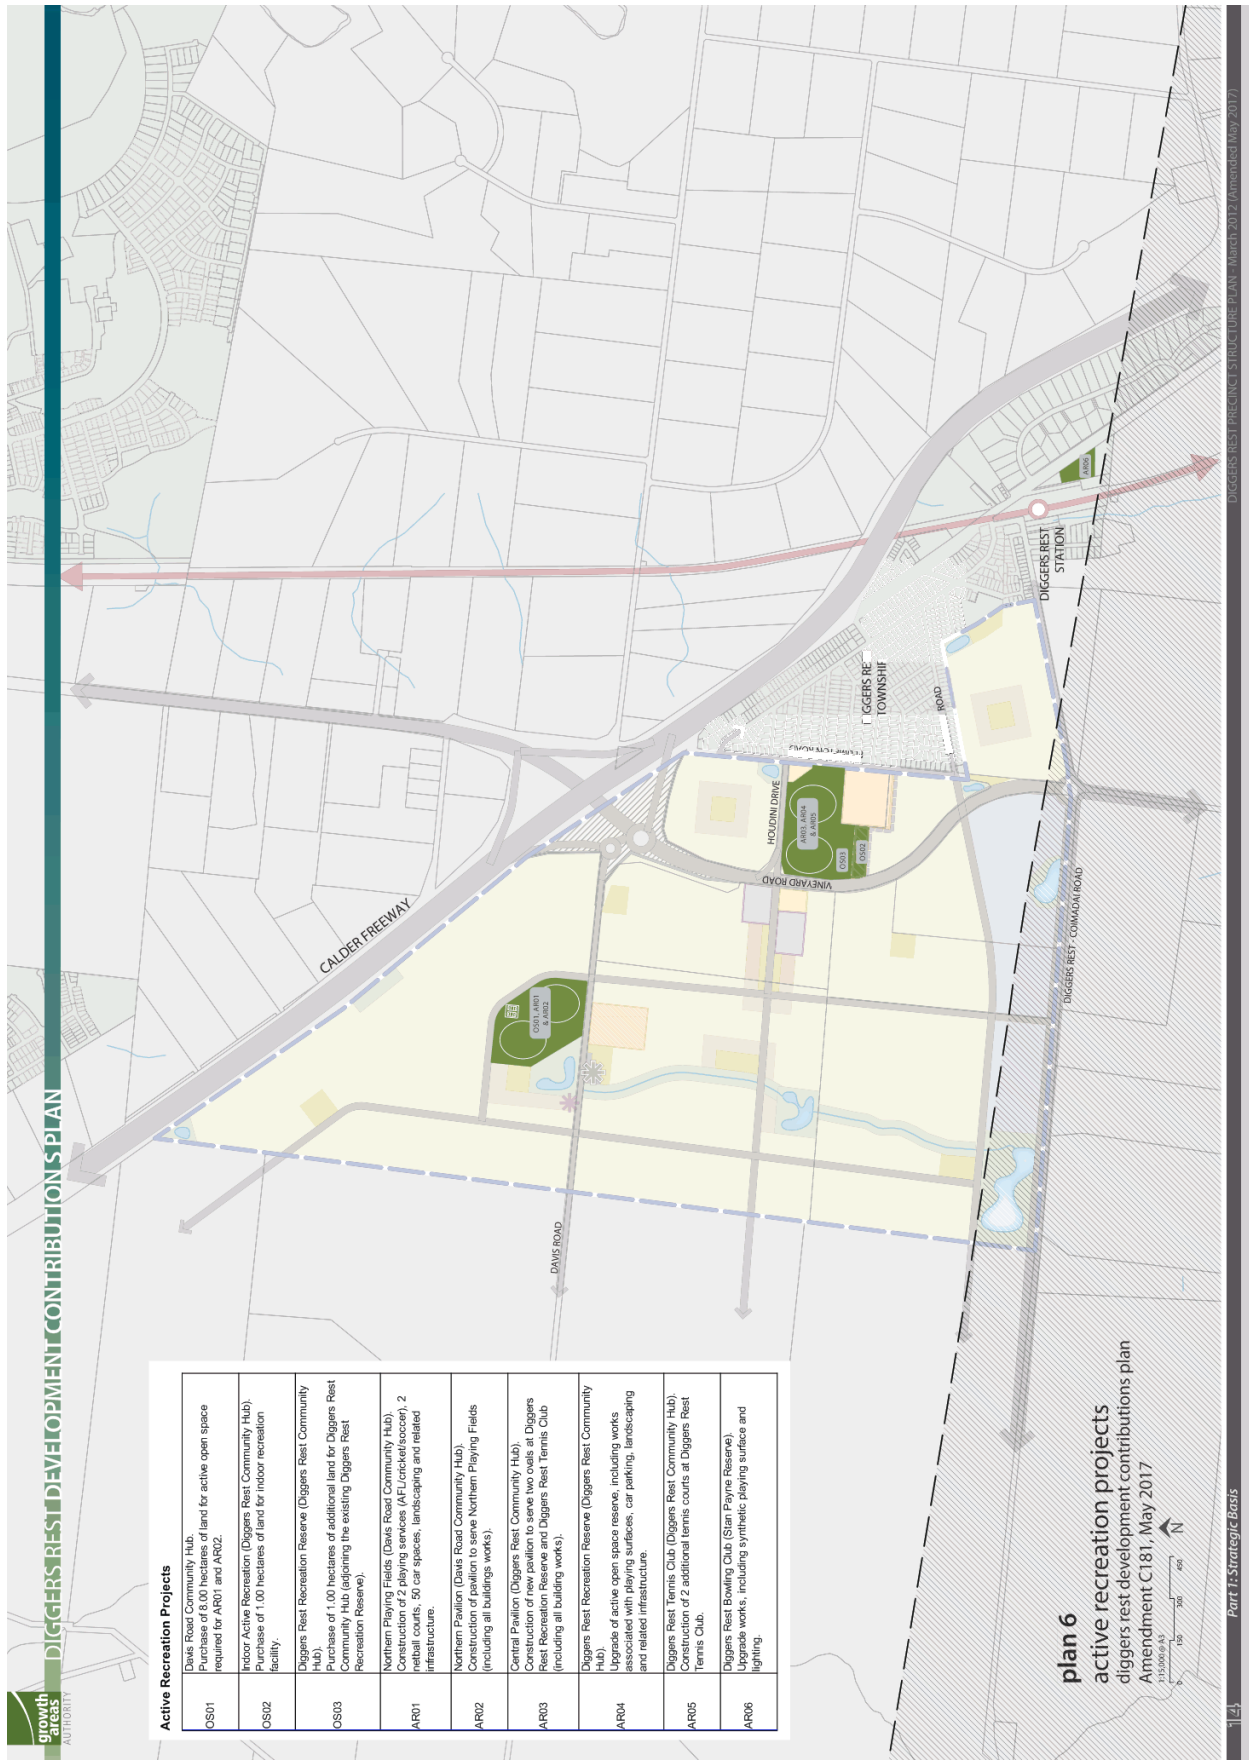 growth
areas
AUTHORITY
DIGGERS REST DEVELOPMENT CONTRIBUTIONS PLAN
Active Recreation Projects
OS01
Davis Road Community Hub.
Purchase of 8.00 hectares of land for active open space
required for AR01 and AR02.
OS02
Indoor Active Recreation (Diggers Rest Community Hub).
Purchase of 1.00 hectares of land for indoor recreation
facility.
OS03
Diggers Rest Recreation Reserve (Diggers Rest Community
Hub).
Purchase of 1.00 hectares of additional land for Diggers Rest
Community Hub (adjoining the existing Diggers Rest
Recreation Reserve).
AR01
Northern Playing Fields (Davis Road Community Hub).
Construction of 2 playing services (AFL/cricket/soccer), 2
netball courts, 50 car spaces, landscaping and related
infrastructure.
AR02
Northern Pavilion (Davis Road Community Hub).
Construction of pavilion to serve Northern Playing Fields
(including all buildings works).
AR03
Central Pavilion (Diggers Rest Community Hub).
Construction of new pavilion to serve two ovals at Diggers
Rest Recreation Reserve and Diggers Rest Tennis Club
(including all building works).
AR04
Diggers Rest Recreation Reserve (Diggers Rest Community
Hub).
Upgrade of active open space reserve, including works
associated with playing surfaces, car parking, landscaping
and related infrastructure.
AR05
Diggers Rest Tennis Club (Diggers Rest Community Hub).
Construction of 2 additional tennis courts at Diggers Rest
Tennis Club.
AR06
Diggers Rest Bowling Club (Stan Payne Reserve).
Upgrade works, including synthetic playing surface and
lighting.
CALDER FREEWAY
DAVIS ROAD
OS01, AR01
& AR02
VINEYARD ROAD
HOUDINI DRIVE
AR03, AR04
& AR05
OS03
OS02
TOWNSHIP
ROAD
DIGGERS REST
STATION
AR06
DIGGERS REST - COIMADAI ROAD
plan 6
active recreation projects
diggers rest development contributions plan
Amendment C181, May 2017
1:15,000 @ A3
0 150 300 450
N
14
Part 1: Strategic Basis
DIGGERS REST PRECINCT STRUCTURE PLAN - March 2012 (Amended May 2017)